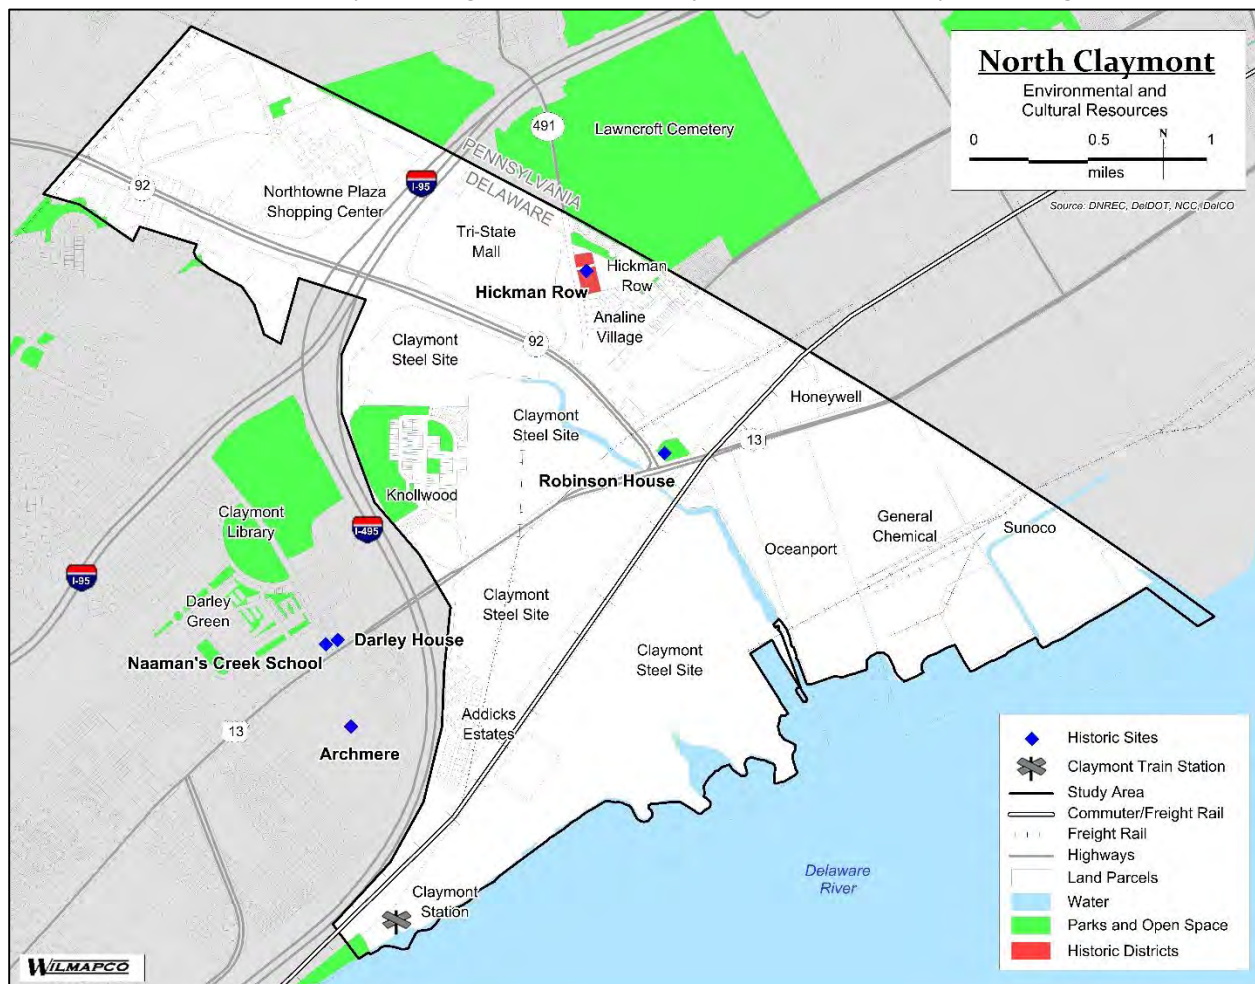 North Claymont
Environmental and
Cultural Resources
0 0.5 N 1
miles
Source: DNREC, DelDOT, NCC, DelCO
491
Lawncroft Cemetery
PENNSYLVANIA
DELAWARE
92
I-95
Northtowne Plaza
Shopping Center
Tri-State
Mall
Hickman
Row
Hickman Row
Analine
Village
92
Claymont
Steel Site
Honeywell
Claymont
Steel Site
13
Robinson House
Knollwood
Claymont
Library
I-495
General
Chemical
Sunoco
Oceanport
I-95
Darley
Green
Claymont
Steel Site
Darley House
Naaman's Creek School
Claymont
Steel Site
Addicks
Estates
13
Archmere
Delaware
River
Claymont
Station
Historic Sites
Claymont Train Station
Study Area
Commuter/Freight Rail
Freight Rail
Highways
Land Parcels
Water
Parks and Open Space
Historic Districts
WILMAPCO